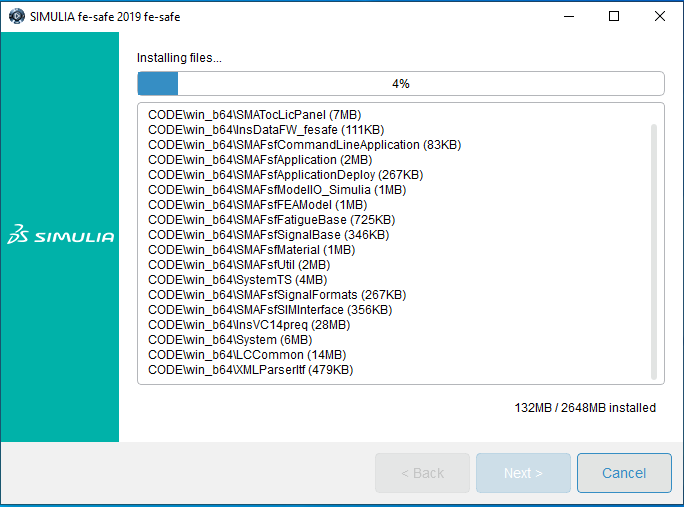 SIMULIA fe-safe 2019 fe-safe
Installing files...
4%
CODE\win_b64\SMATocLicPanel (7MB)
CODE\win_b64\InsDataFW_fesafe (111KB)
CODE\win_b64\SMAFsfCommandLineApplication (83KB)
CODE\win_b64\SMAFsfApplication (2MB)
CODE\win_b64\SMAFsfApplicationDeploy (267KB)
CODE\win_b64\SMAFsfModelIO_Simulia (1MB)
CODE\win_b64\SMAFsfFEAModel (1MB)
CODE\win_b64\SMAFsfFatigueBase (725KB)
CODE\win_b64\SMAFsfSignalBase (346KB)
CODE\win_b64\SMAFsfMaterial (1MB)
CODE\win_b64\SMAFsfUtil (2MB)
CODE\win_b64\SystemTS (4MB)
CODE\win_b64\SMAFsfSignalFormats (267KB)
CODE\win_b64\SMAFsfSIMInterface (356KB)
CODE\win_b64\InsVC14preq (28MB)
CODE\win_b64\System (6MB)
CODE\win_b64\LCCommon (14MB)
CODE\win_b64\XMLParserItf (479KB)
SIMULIA
132MB / 2648MB installed
< Back
Next >
Cancel